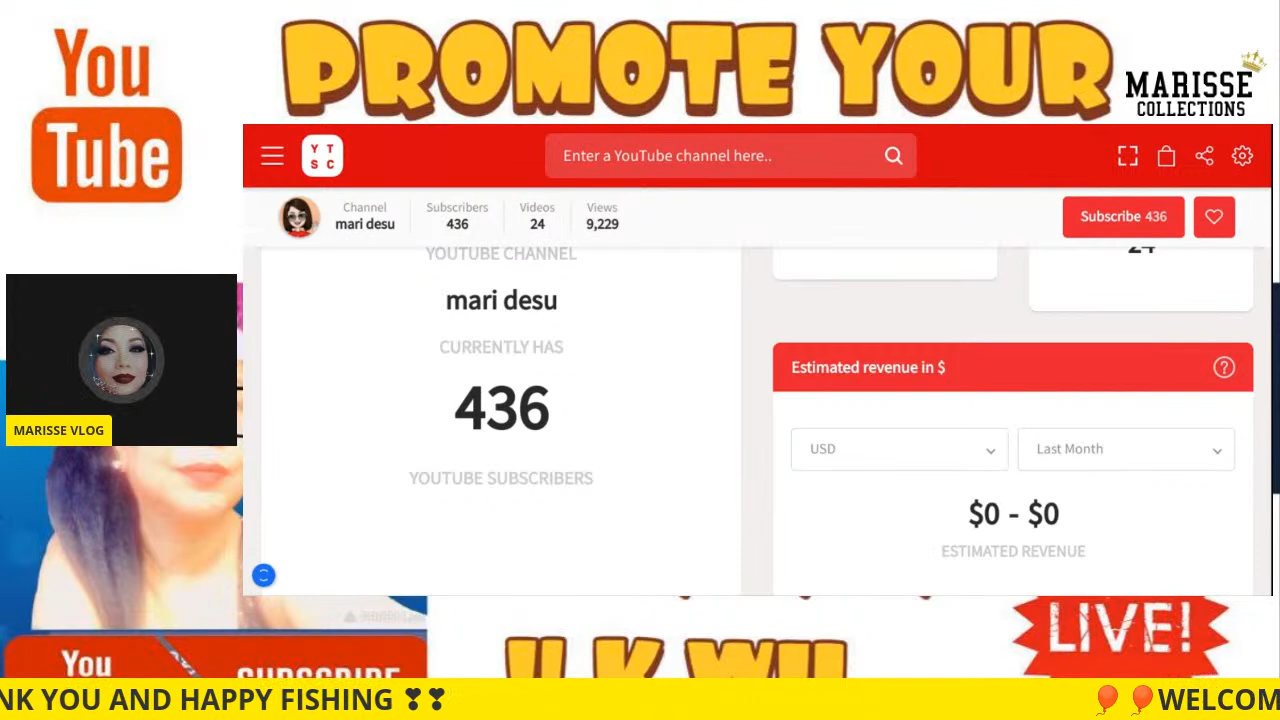 You
Tube
PROMOTE YOUR
MARISSE
COLLECTIONS
Y T
S C
Enter a YouTube channel here..
Channel
mari desu
Subscribers
436
Videos
24
Views
9,229
Subscribe 436
YOUTUBE CHANNEL
mari desu
CURRENTLY HAS
436
YOUTUBE SUBSCRIBERS
24
Estimated revenue in $
?
USD
Last Month
$0 - $0
ESTIMATED REVENUE
MARISSE VLOG
LIVE!
You
SUBSCRIBE
NK YOU AND HAPPY FISHING ❣❣
🎈 🎈WELCOM